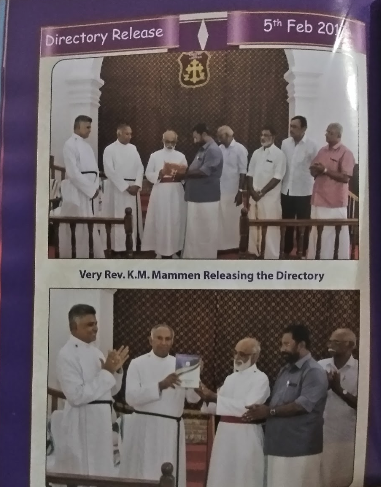 Directory Release
5th Feb 201
Very Rev. K.M. Mammen Releasing the Directory